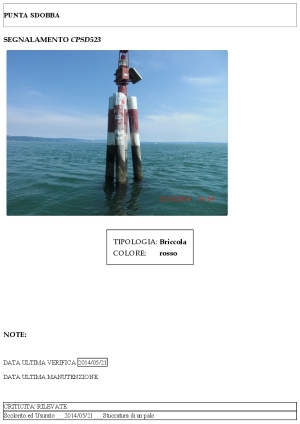 PUNTA SDOBBA
SEGNALAMENTO CPSD523
TIPOLOGIA: Briccola
COLORE: rosso
NOTE:
DATA ULTIMA VERIFICA 2014/05/21
DATA ULTIMA MANUTENZIONE
CRITICITA' RILEVATE
Scolorito ed Usurato 2014/05/21 Stuccatura di un palo